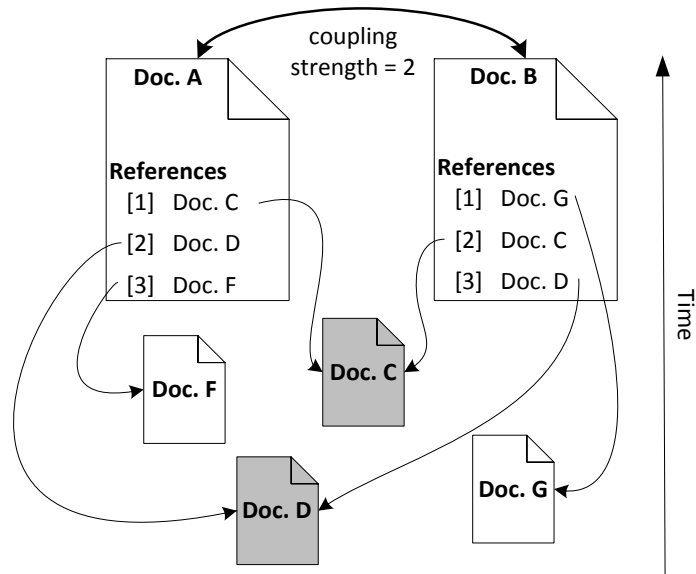 coupling
strength = 2
Doc. A
Doc. B
References
[1] Doc. C
[2] Doc. D
[3] Doc. F
References
[1] Doc. G
[2] Doc. C
[3] Doc. D
Time
Doc. F
Doc. C
Doc. D
Doc. G